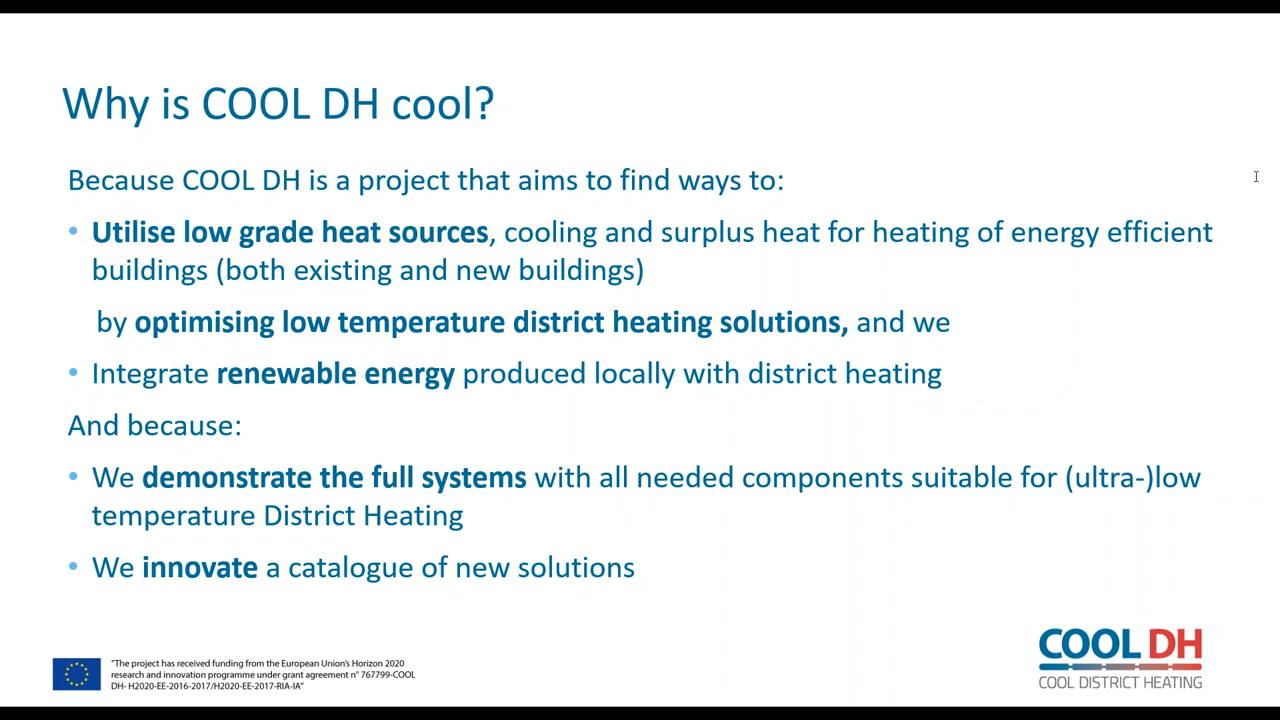 Why is COOL DH cool?
Because COOL DH is a project that aims to find ways to:
• Utilise low grade heat sources, cooling and surplus heat for heating of energy efficient
buildings (both existing and new buildings)
by optimising low temperature district heating solutions, and we
• Integrate renewable energy produced locally with district heating
And because:
• We demonstrate the full systems with all needed components suitable for (ultra-)low
temperature District Heating
• We innovate a catalogue of new solutions
"The project has received funding from the European Union's Horizon 2020
research and innovation programme under grant agreement n° 767799-COOL
DH- H2020-EE-2016-2017/H2020-EE-2017-RIA-IA"
COOL DH
COOL DISTRICT HEATING